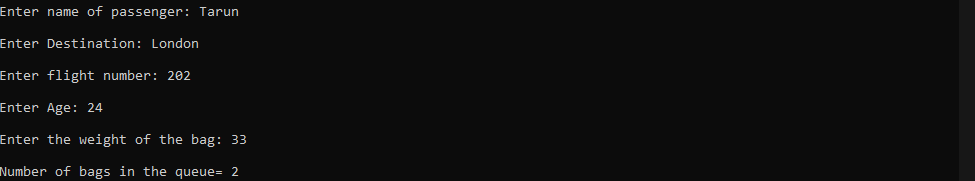 Enter name of passenger: Tarun
Enter Destination: London
Enter flight number: 202
Enter Age: 24
Enter the weight of the bag: 33
Number of bags in the queue= 2